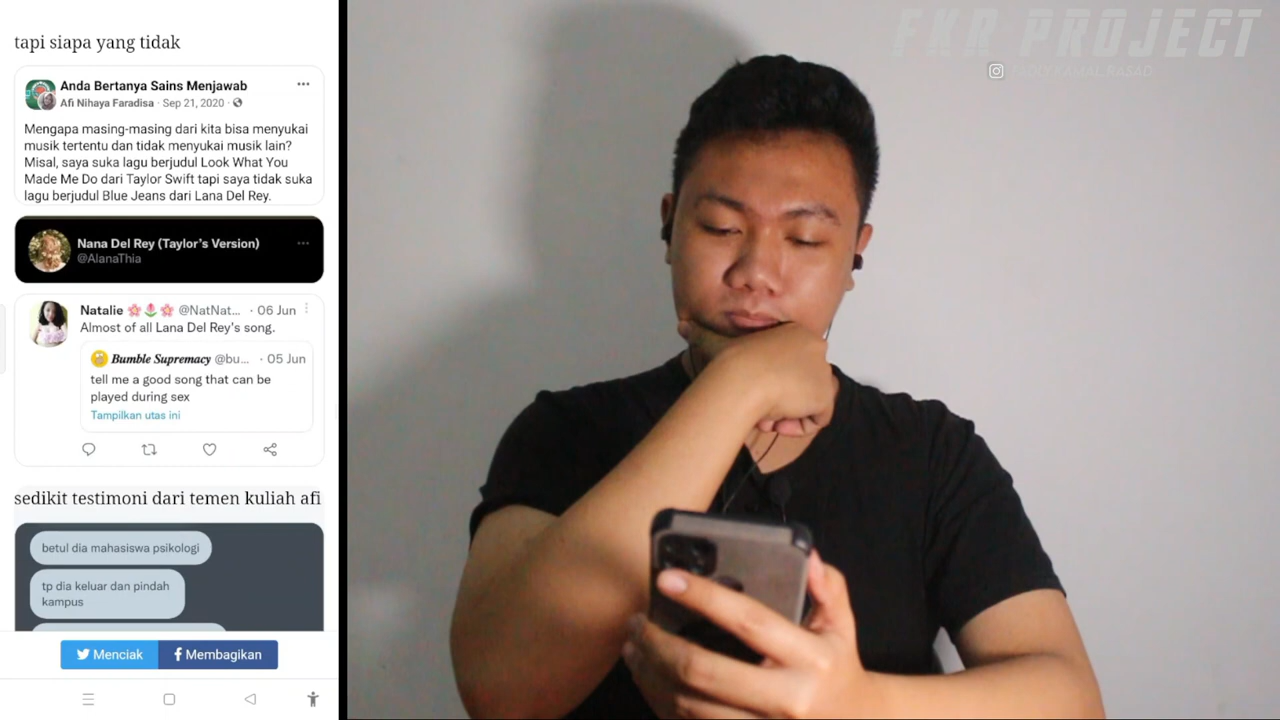 tapi siapa yang tidak
Anda Bertanya Sains Menjawab
Afi Nihaya Faradisa · Sep 21, 2020 ·
Mengapa masing-masing dari kita bisa menyukai
musik tertentu dan tidak menyukai musik lain?
Misal, saya suka lagu berjudul Look What You
Made Me Do dari Taylor Swift tapi saya tidak suka
lagu berjudul Blue Jeans dari Lana Del Rey.
Nana Del Rey (Taylor's Version)
@AlanaThia
Natalie 🌸🌷🌸 @NatNat... · 06 Jun
Almost of all Lana Del Rey's song.
Bumble Supremacy @bu... · 05 Jun
tell me a good song that can be
played during sex
Tampilkan utas ini
sedikit testimoni dari temen kuliah afi
betul dia mahasiswa psikologi
tp dia keluar dan pindah
kampus
Menciak
Membagikan
FKR PROJECT